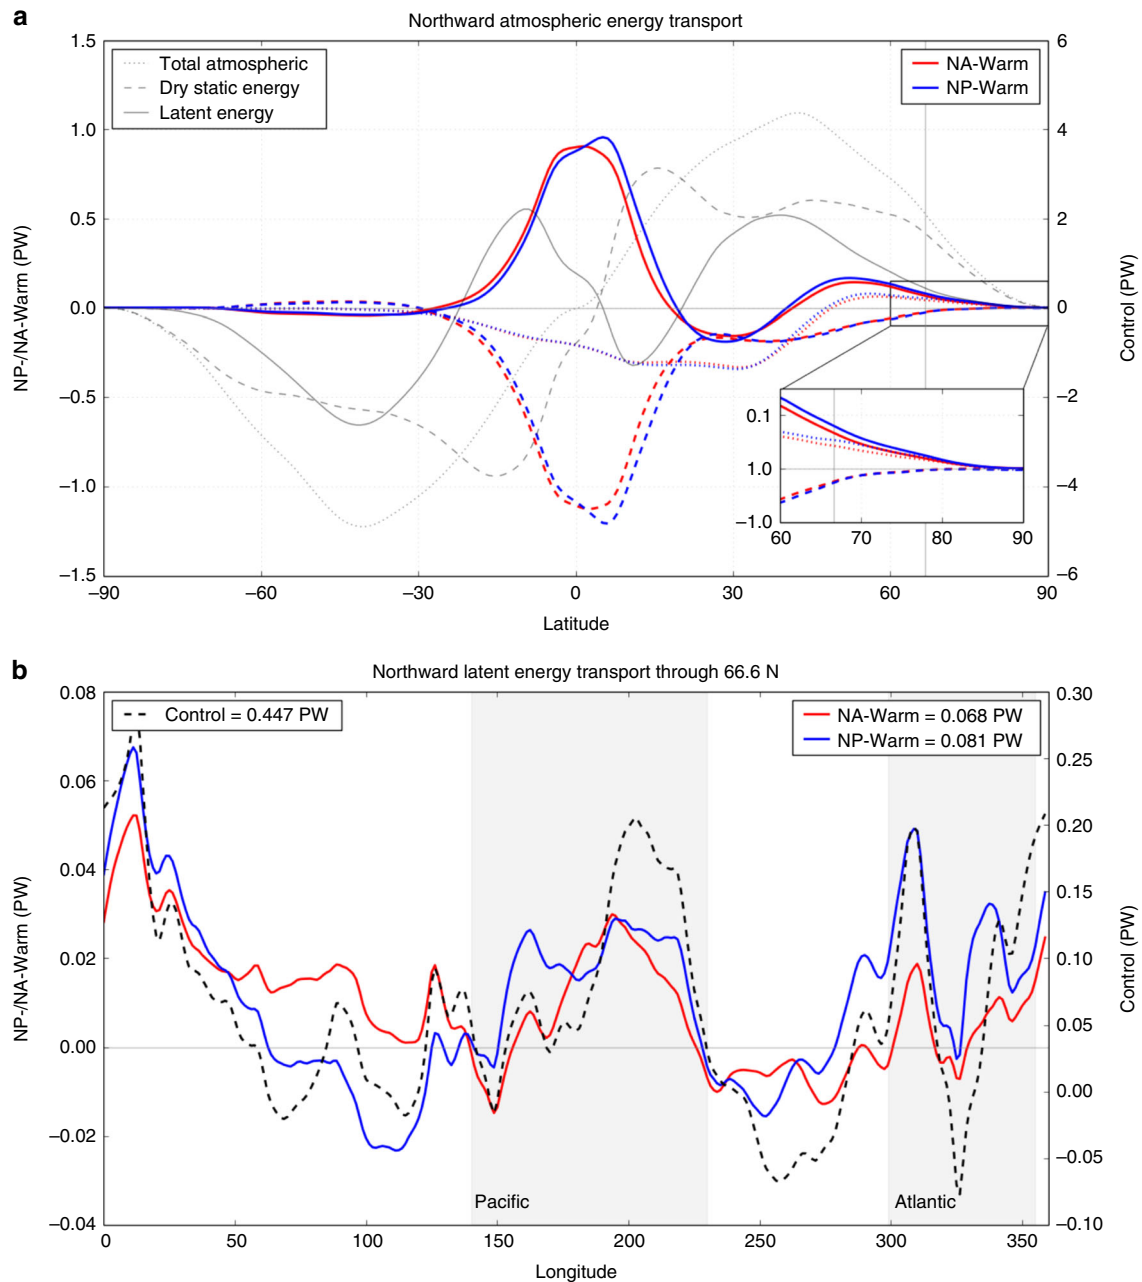 a
Northward atmospheric energy transport
1.5
6
Total atmospheric
Dry static energy
Latent energy
NA-Warm
NP-Warm
1.0
4
0.5
2
0.0
0
−0.5
−2
−1.0
−4
−1.5
−6
NP-/NA-Warm (PW)
Control (PW)
0.1
1.0
−1.0
60 70 80 90
−90 −60 −30 0 30 60 90
Latitude
b
Northward latent energy transport through 66.6 N
0.08
0.30
Control = 0.447 PW
NA-Warm = 0.068 PW
NP-Warm = 0.081 PW
0.25
0.06
0.20
0.04
0.15
0.02
0.10
0.05
0.00
0.00
−0.02
−0.05
−0.04
−0.10
NP-/NA-Warm (PW)
Control (PW)
Pacific
Atlantic
0 50 100 150 200 250 300 350
Longitude